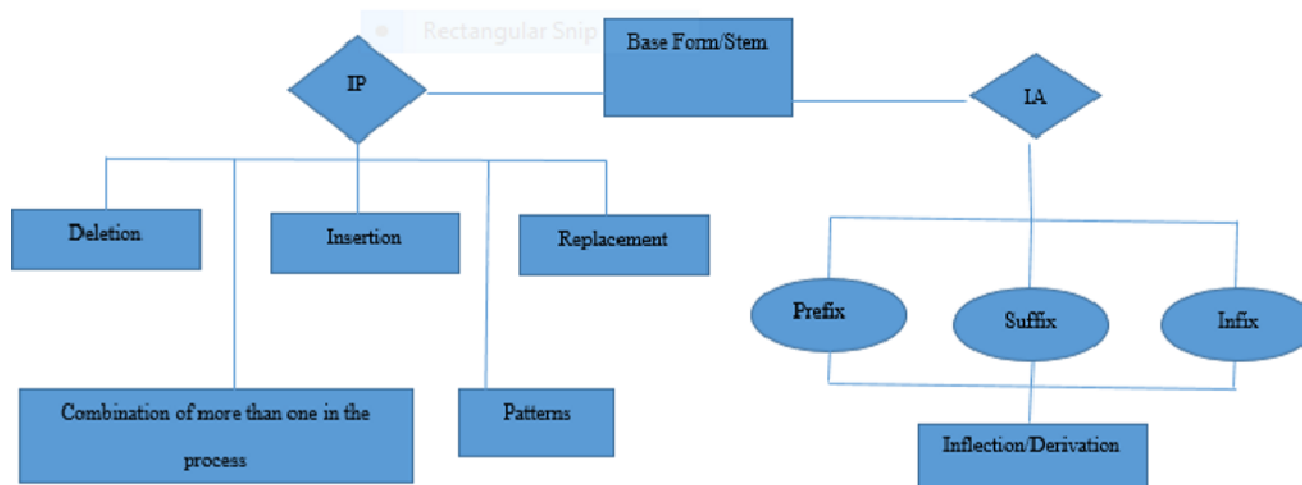 Rectangular Snip
Base Form/Stem
IP
IA
Deletion
Insertion
Replacement
Prefix
Suffix
Infix
Combination of more than one in the
process
Patterns
Inflection/Derivation